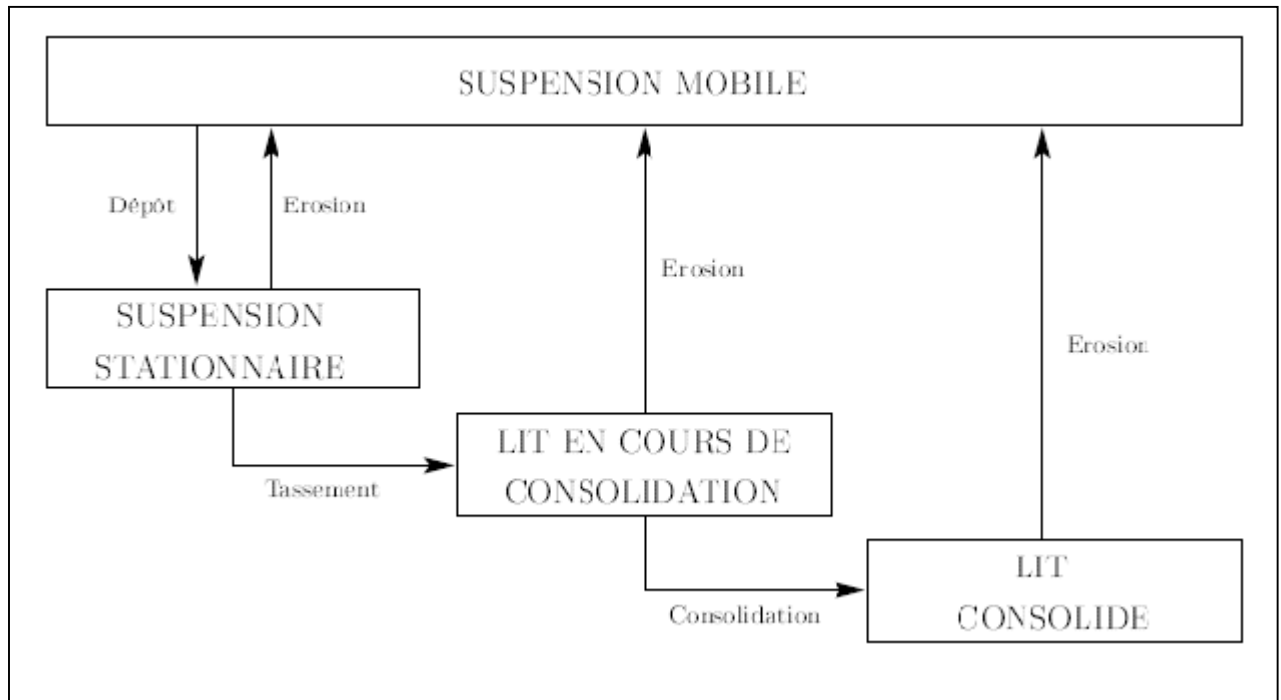 SUSPENSION MOBILE
Dépôt
Erosion
Erosion
Erosion
SUSPENSION
STATIONNAIRE
Tassement
LIT EN COURS DE
CONSOLIDATION
Consolidation
LIT
CONSOLIDE